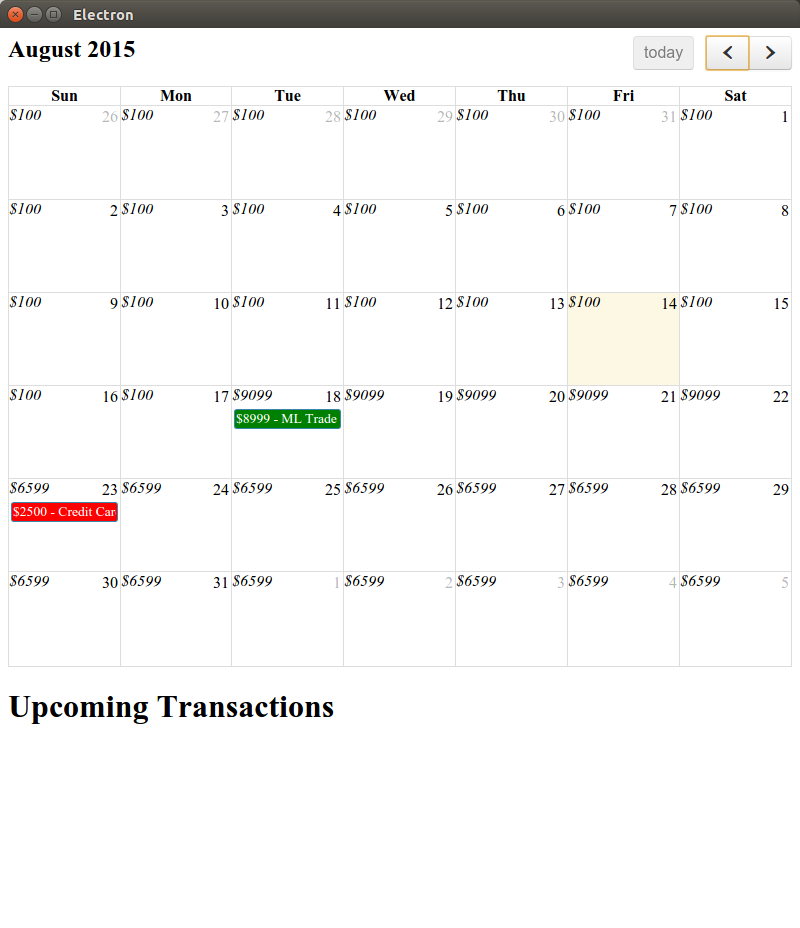 Electron
August 2015
today
Sun Mon Tue Wed Thu Fri Sat
$100 26 $100 27 $100 28 $100 29 $100 30 $100 31 $100 1
$100 2 $100 3 $100 4 $100 5 $100 6 $100 7 $100 8
$100 9 $100 10 $100 11 $100 12 $100 13 $100 14 $100 15
$100 16 $100 17 $9099 18 $9099 19 $9099 20 $9099 21 $9099 22
$8999 - ML Trade
$6599 23 $6599 24 $6599 25 $6599 26 $6599 27 $6599 28 $6599 29
$2500 - Credit Car
$6599 30 $6599 31 $6599 1 $6599 2 $6599 3 $6599 4 $6599 5
Upcoming Transactions